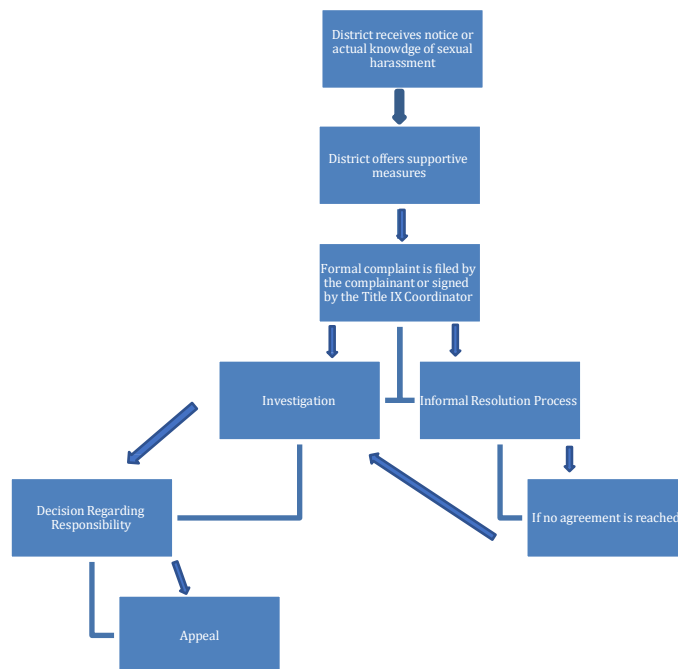 District receives notice or
actual knowdge of sexual
harassment
District offers supportive
measures
Formal complaint is filed by
the complainant or signed
by the Title IX Coordinator
Investigation
Informal Resolution Process
Decision Regarding
Responsibility
If no agreement is reached
Appeal